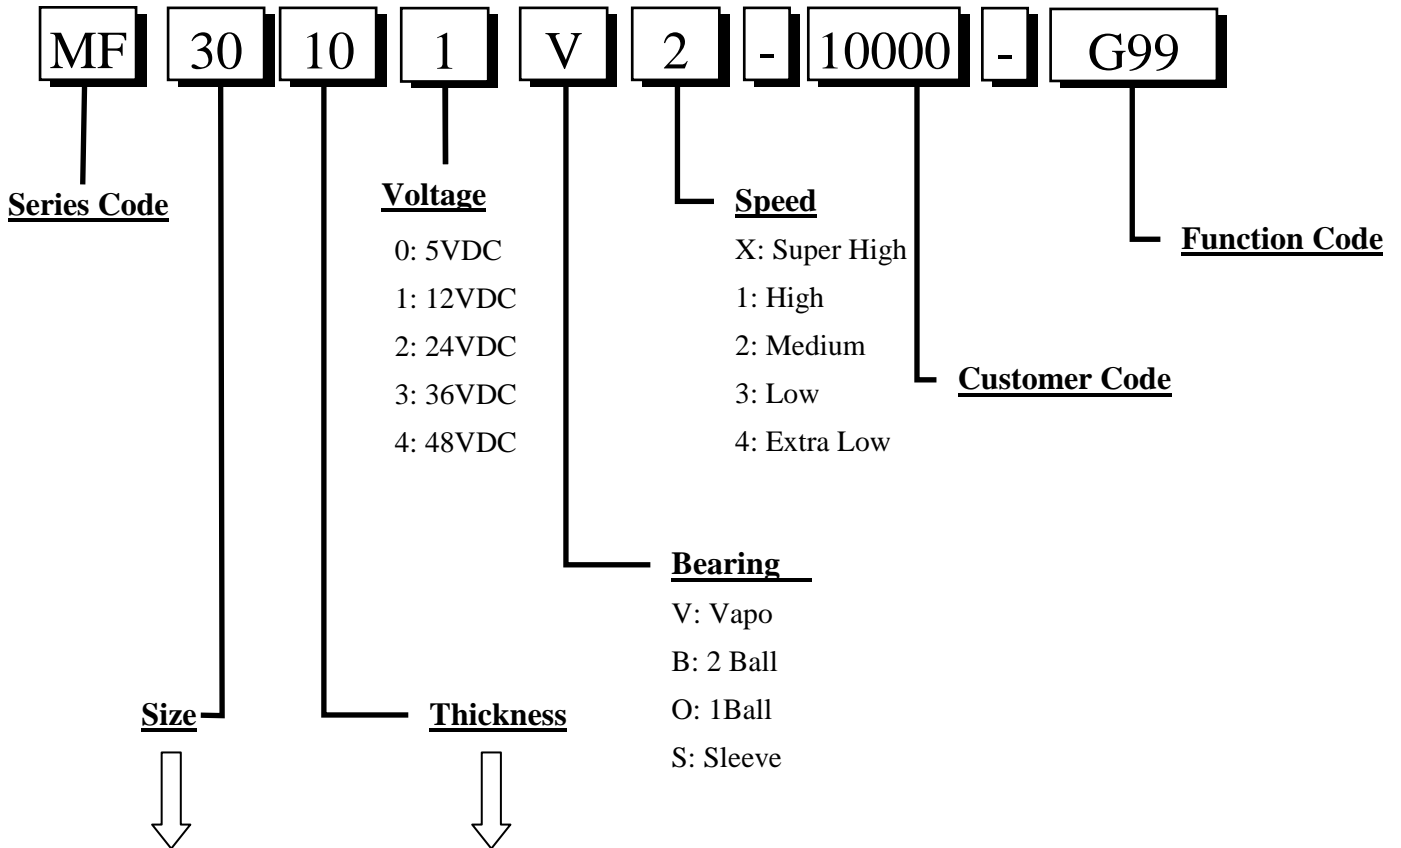 MF 30 10 1 V 2 - 10000 - G99
Series Code
Voltage
0: 5VDC
1: 12VDC
2: 24VDC
3: 36VDC
4: 48VDC
Speed
X: Super High
1: High
2: Medium
3: Low
4: Extra Low
Function Code
Customer Code
Bearing
V: Vapo
B: 2 Ball
O: 1Ball
S: Sleeve
Size
Thickness